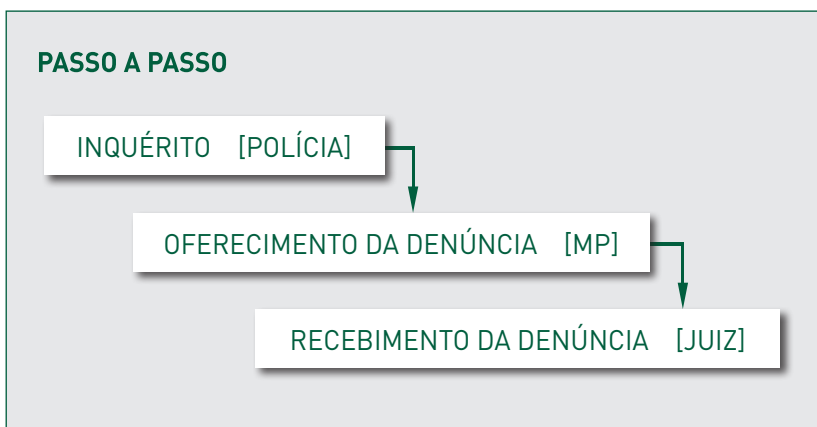 PASSO A PASSO
INQUÉRITO [POLÍCIA]
OFERECIMENTO DA DENÚNCIA [MP]
RECEBIMENTO DA DENÚNCIA [JUIZ]